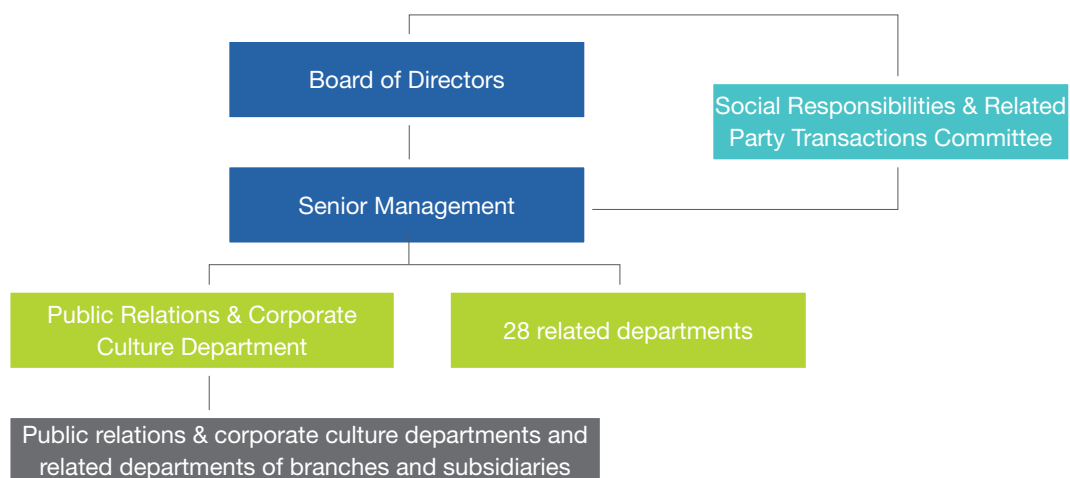 Board of Directors
Social Responsibilities & Related
Party Transactions Committee
Senior Management
Public Relations & Corporate
Culture Department
28 related departments
Public relations & corporate culture departments and
related departments of branches and subsidiaries